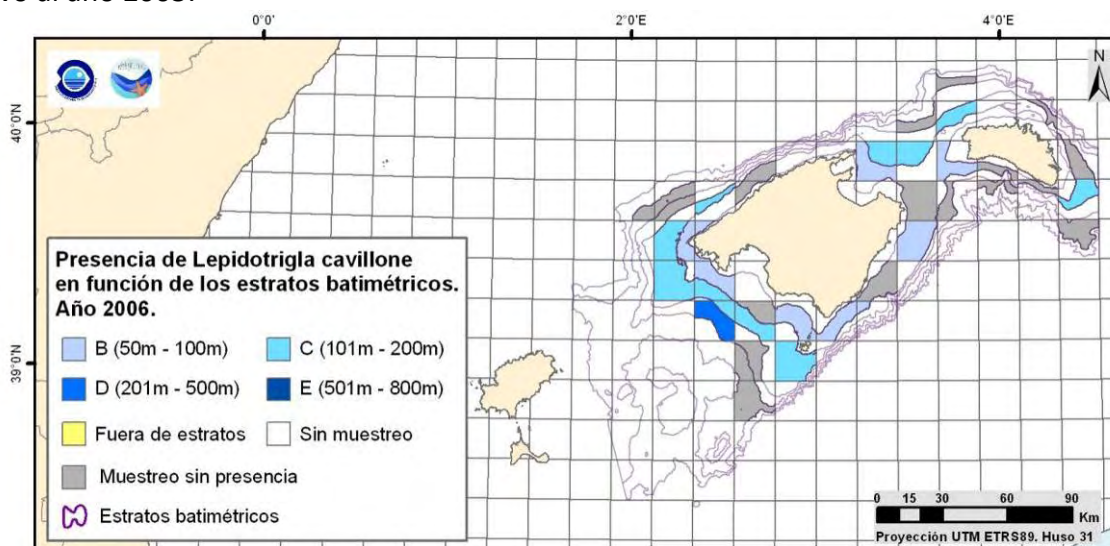 0°0'
2°0'E
4°0'E
40°0'N
39°0'N
N
Presencia de Lepidotrigla cavillone
en función de los estratos batimétricos.
Año 2006.
B (50m - 100m)
C (101m - 200m)
D (201m - 500m)
E (501m - 800m)
Fuera de estratos
Sin muestreo
Muestreo sin presencia
Estratos batimétricos
0 15 30 60 90
Km
Proyección UTM ETRS89. Huso 31